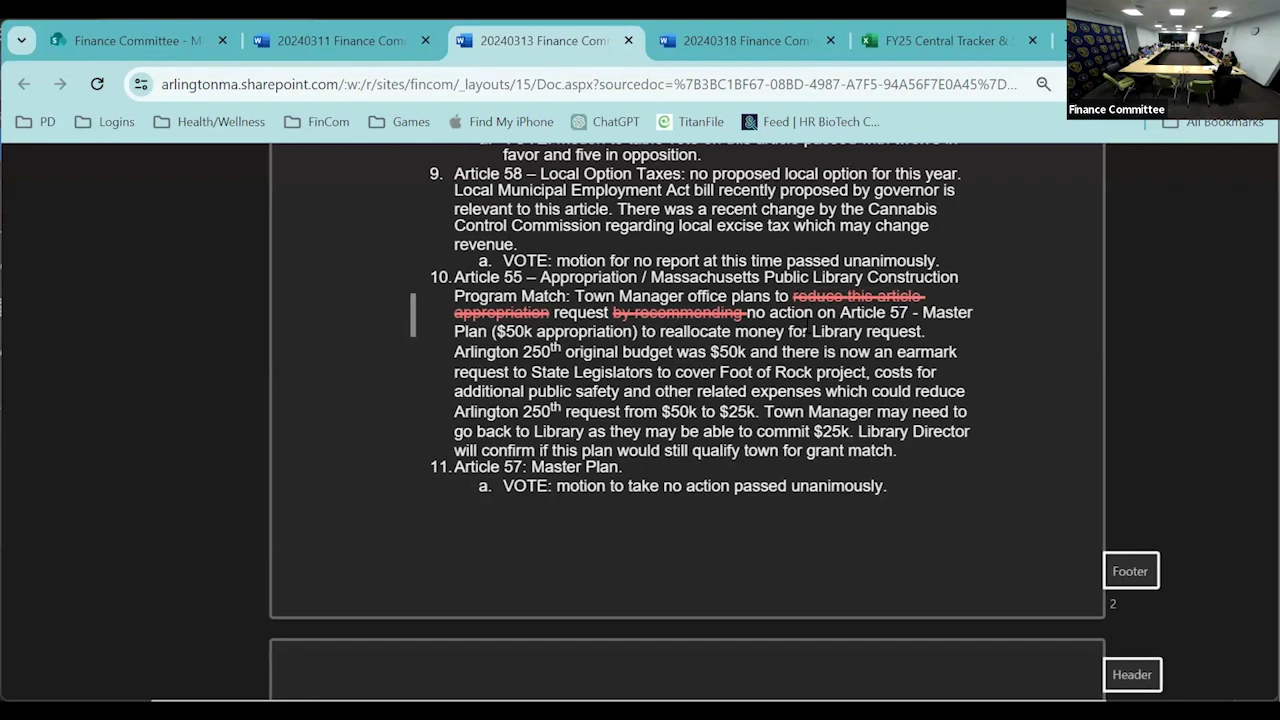 Finance Committee - M
20240311 Finance Comi
20240313 Finance Com
20240318 Finance Com
FY25 Central Tracker &
Finance Committee
arlingtonma.sharepoint.com/:w:/r/sites/fincom/_layouts/15/Doc.aspx?sourcedoc=%7B3BC1BF67-08BD-4987-A7F5-94A56F7E0A45%7D...
PD
Logins
Health/Wellness
FinCom
Games
Find My iPhone
ChatGPT
TitanFile
Feed | HR BioTech C...
All Bookmarks
favor and five in opposition.
9. Article 58 – Local Option Taxes: no proposed local option for this year.
Local Municipal Employment Act bill recently proposed by governor is
relevant to this article. There was a recent change by the Cannabis
Control Commission regarding local excise tax which may change
revenue.
a. VOTE: motion for no report at this time passed unanimously.
10. Article 55 – Appropriation / Massachusetts Public Library Construction
Program Match: Town Manager office plans to reduce this article
appropriation request by recommending no action on Article 57 - Master
Plan ($50k appropriation) to reallocate money for Library request.
Arlington 250th original budget was $50k and there is now an earmark
request to State Legislators to cover Foot of Rock project, costs for
additional public safety and other related expenses which could reduce
Arlington 250th request from $50k to $25k. Town Manager may need to
go back to Library as they may be able to commit $25k. Library Director
will confirm if this plan would still qualify town for grant match.
11. Article 57: Master Plan.
a. VOTE: motion to take no action passed unanimously.
Footer
2
Header